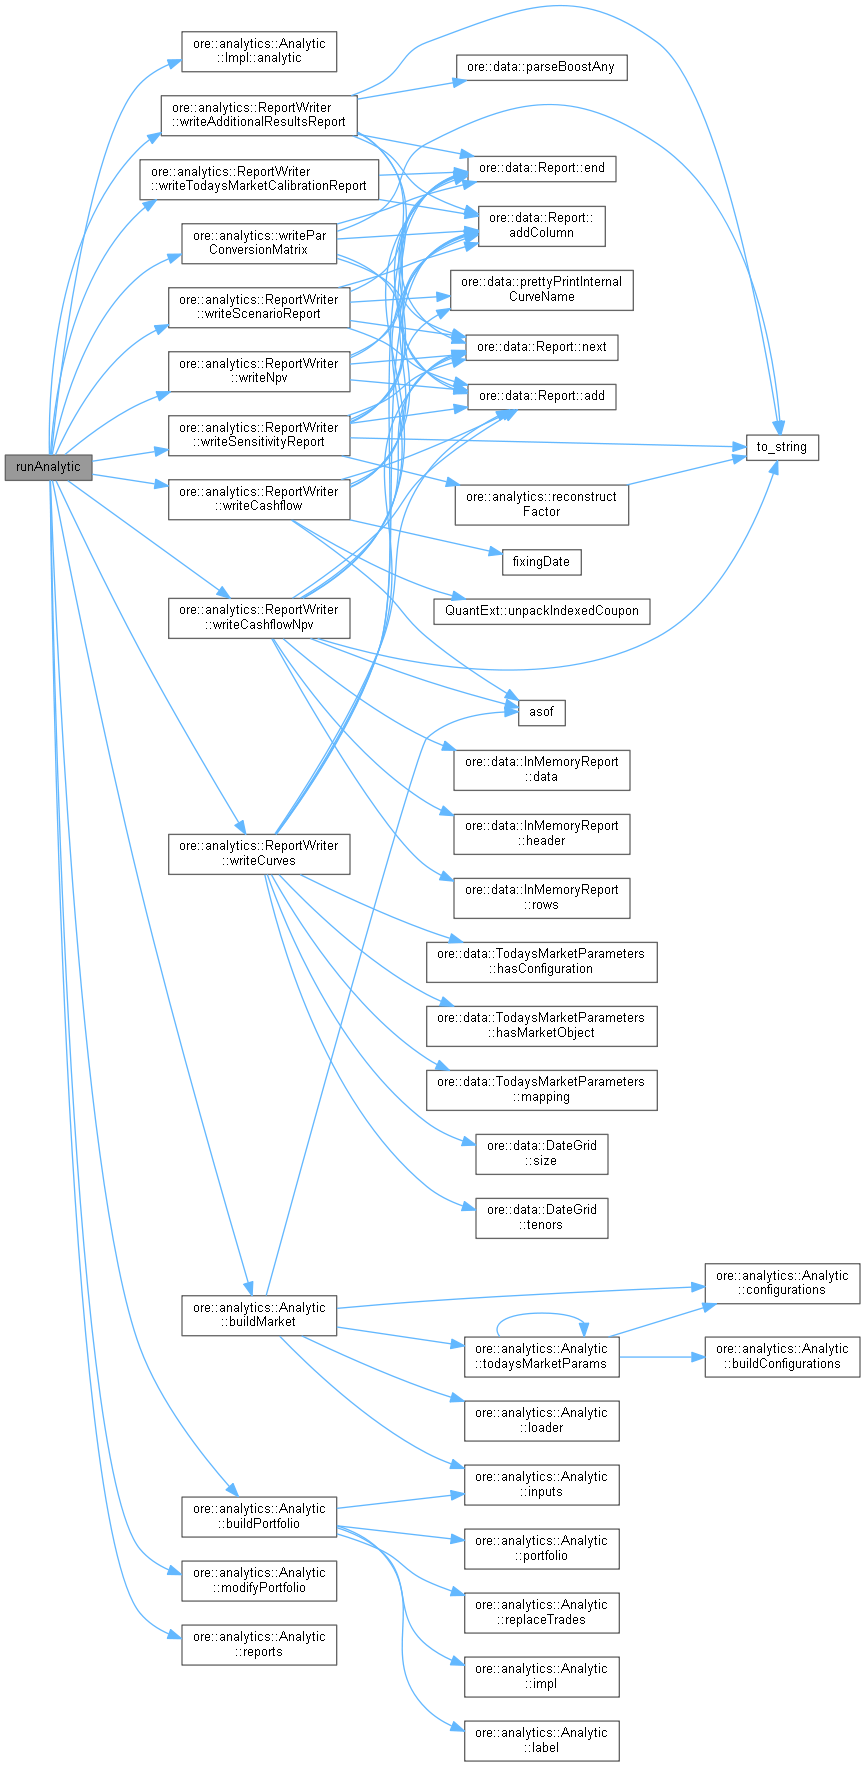 runAnalytic
ore::analytics::Analytic
::Impl::analytic
ore::analytics::ReportWriter
::writeAdditionalResultsReport
ore::analytics::ReportWriter
::writeTodaysMarketCalibrationReport
ore::analytics::writePar
ConversionMatrix
ore::analytics::ReportWriter
::writeScenarioReport
ore::analytics::ReportWriter
::writeNpv
ore::analytics::ReportWriter
::writeSensitivityReport
ore::analytics::ReportWriter
::writeCashflow
ore::analytics::ReportWriter
::writeCashflowNpv
ore::analytics::ReportWriter
::writeCurves
ore::analytics::Analytic
::buildMarket
ore::analytics::Analytic
::buildPortfolio
ore::analytics::Analytic
::modifyPortfolio
ore::analytics::Analytic
::reports
ore::data::parseBoostAny
ore::data::Report::end
ore::data::Report::
addColumn
ore::data::prettyPrintInternal
CurveName
ore::data::Report::next
ore::data::Report::add
ore::analytics::reconstruct
Factor
fixingDate
QuantExt::unpackIndexedCoupon
asof
ore::data::InMemoryReport
::data
ore::data::InMemoryReport
::header
ore::data::InMemoryReport
::rows
ore::data::TodaysMarketParameters
::hasConfiguration
ore::data::TodaysMarketParameters
::hasMarketObject
ore::data::TodaysMarketParameters
::mapping
ore::data::DateGrid
::size
ore::data::DateGrid
::tenors
ore::analytics::Analytic
::todaysMarketParams
ore::analytics::Analytic
::loader
ore::analytics::Analytic
::inputs
ore::analytics::Analytic
::portfolio
ore::analytics::Analytic
::replaceTrades
ore::analytics::Analytic
::impl
ore::analytics::Analytic
::label
to_string
ore::analytics::Analytic
::configurations
ore::analytics::Analytic
::buildConfigurations